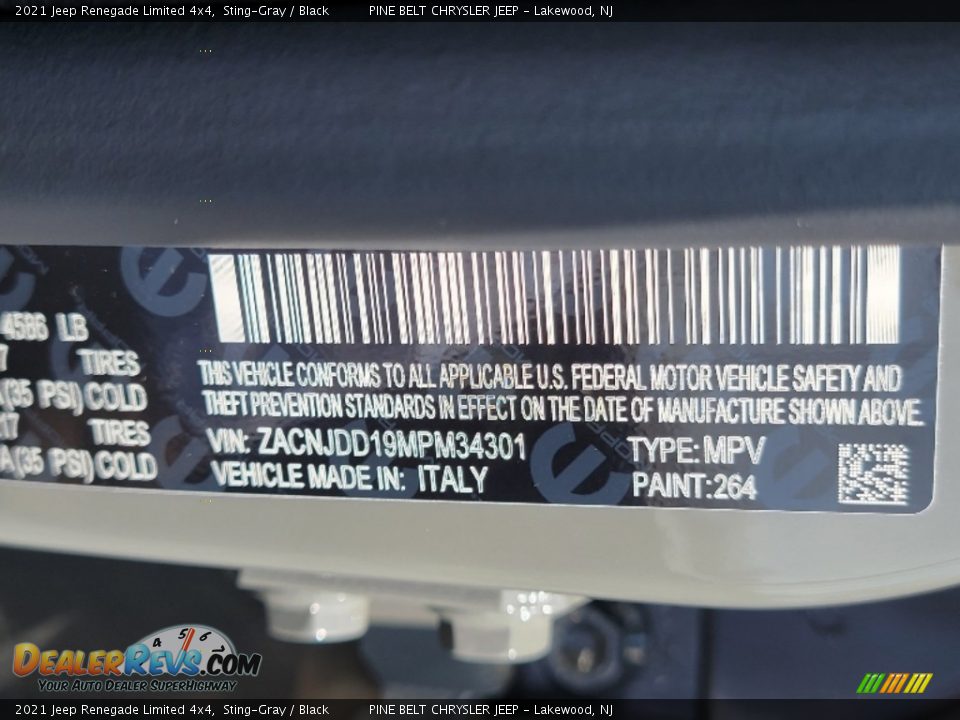 2021 Jeep Renegade Limited 4x4,  Sting-Gray / Black        PINE BELT CHRYSLER JEEP - Lakewood, NJ
4586 LB
TIRES
(35 PSI) COLD
TIRES
A(35 PSI) COLD
THIS VEHICLE CONFORMS TO ALL APPLICABLE U.S. FEDERAL MOTOR VEHICLE SAFETY AND
THEFT PREVENTION STANDARDS IN EFFECT ON THE DATE OF MANUFACTURE SHOWN ABOVE.
VIN: ZACNJDD19MPM34301 TYPE: MPV
VEHICLE MADE IN: ITALY PAINT: 264
4 5 6
DEALERREVS.COM
YOUR AUTO DEALER SUPERHIGHWAY
2021 Jeep Renegade Limited 4x4,  Sting-Gray / Black        PINE BELT CHRYSLER JEEP - Lakewood, NJ